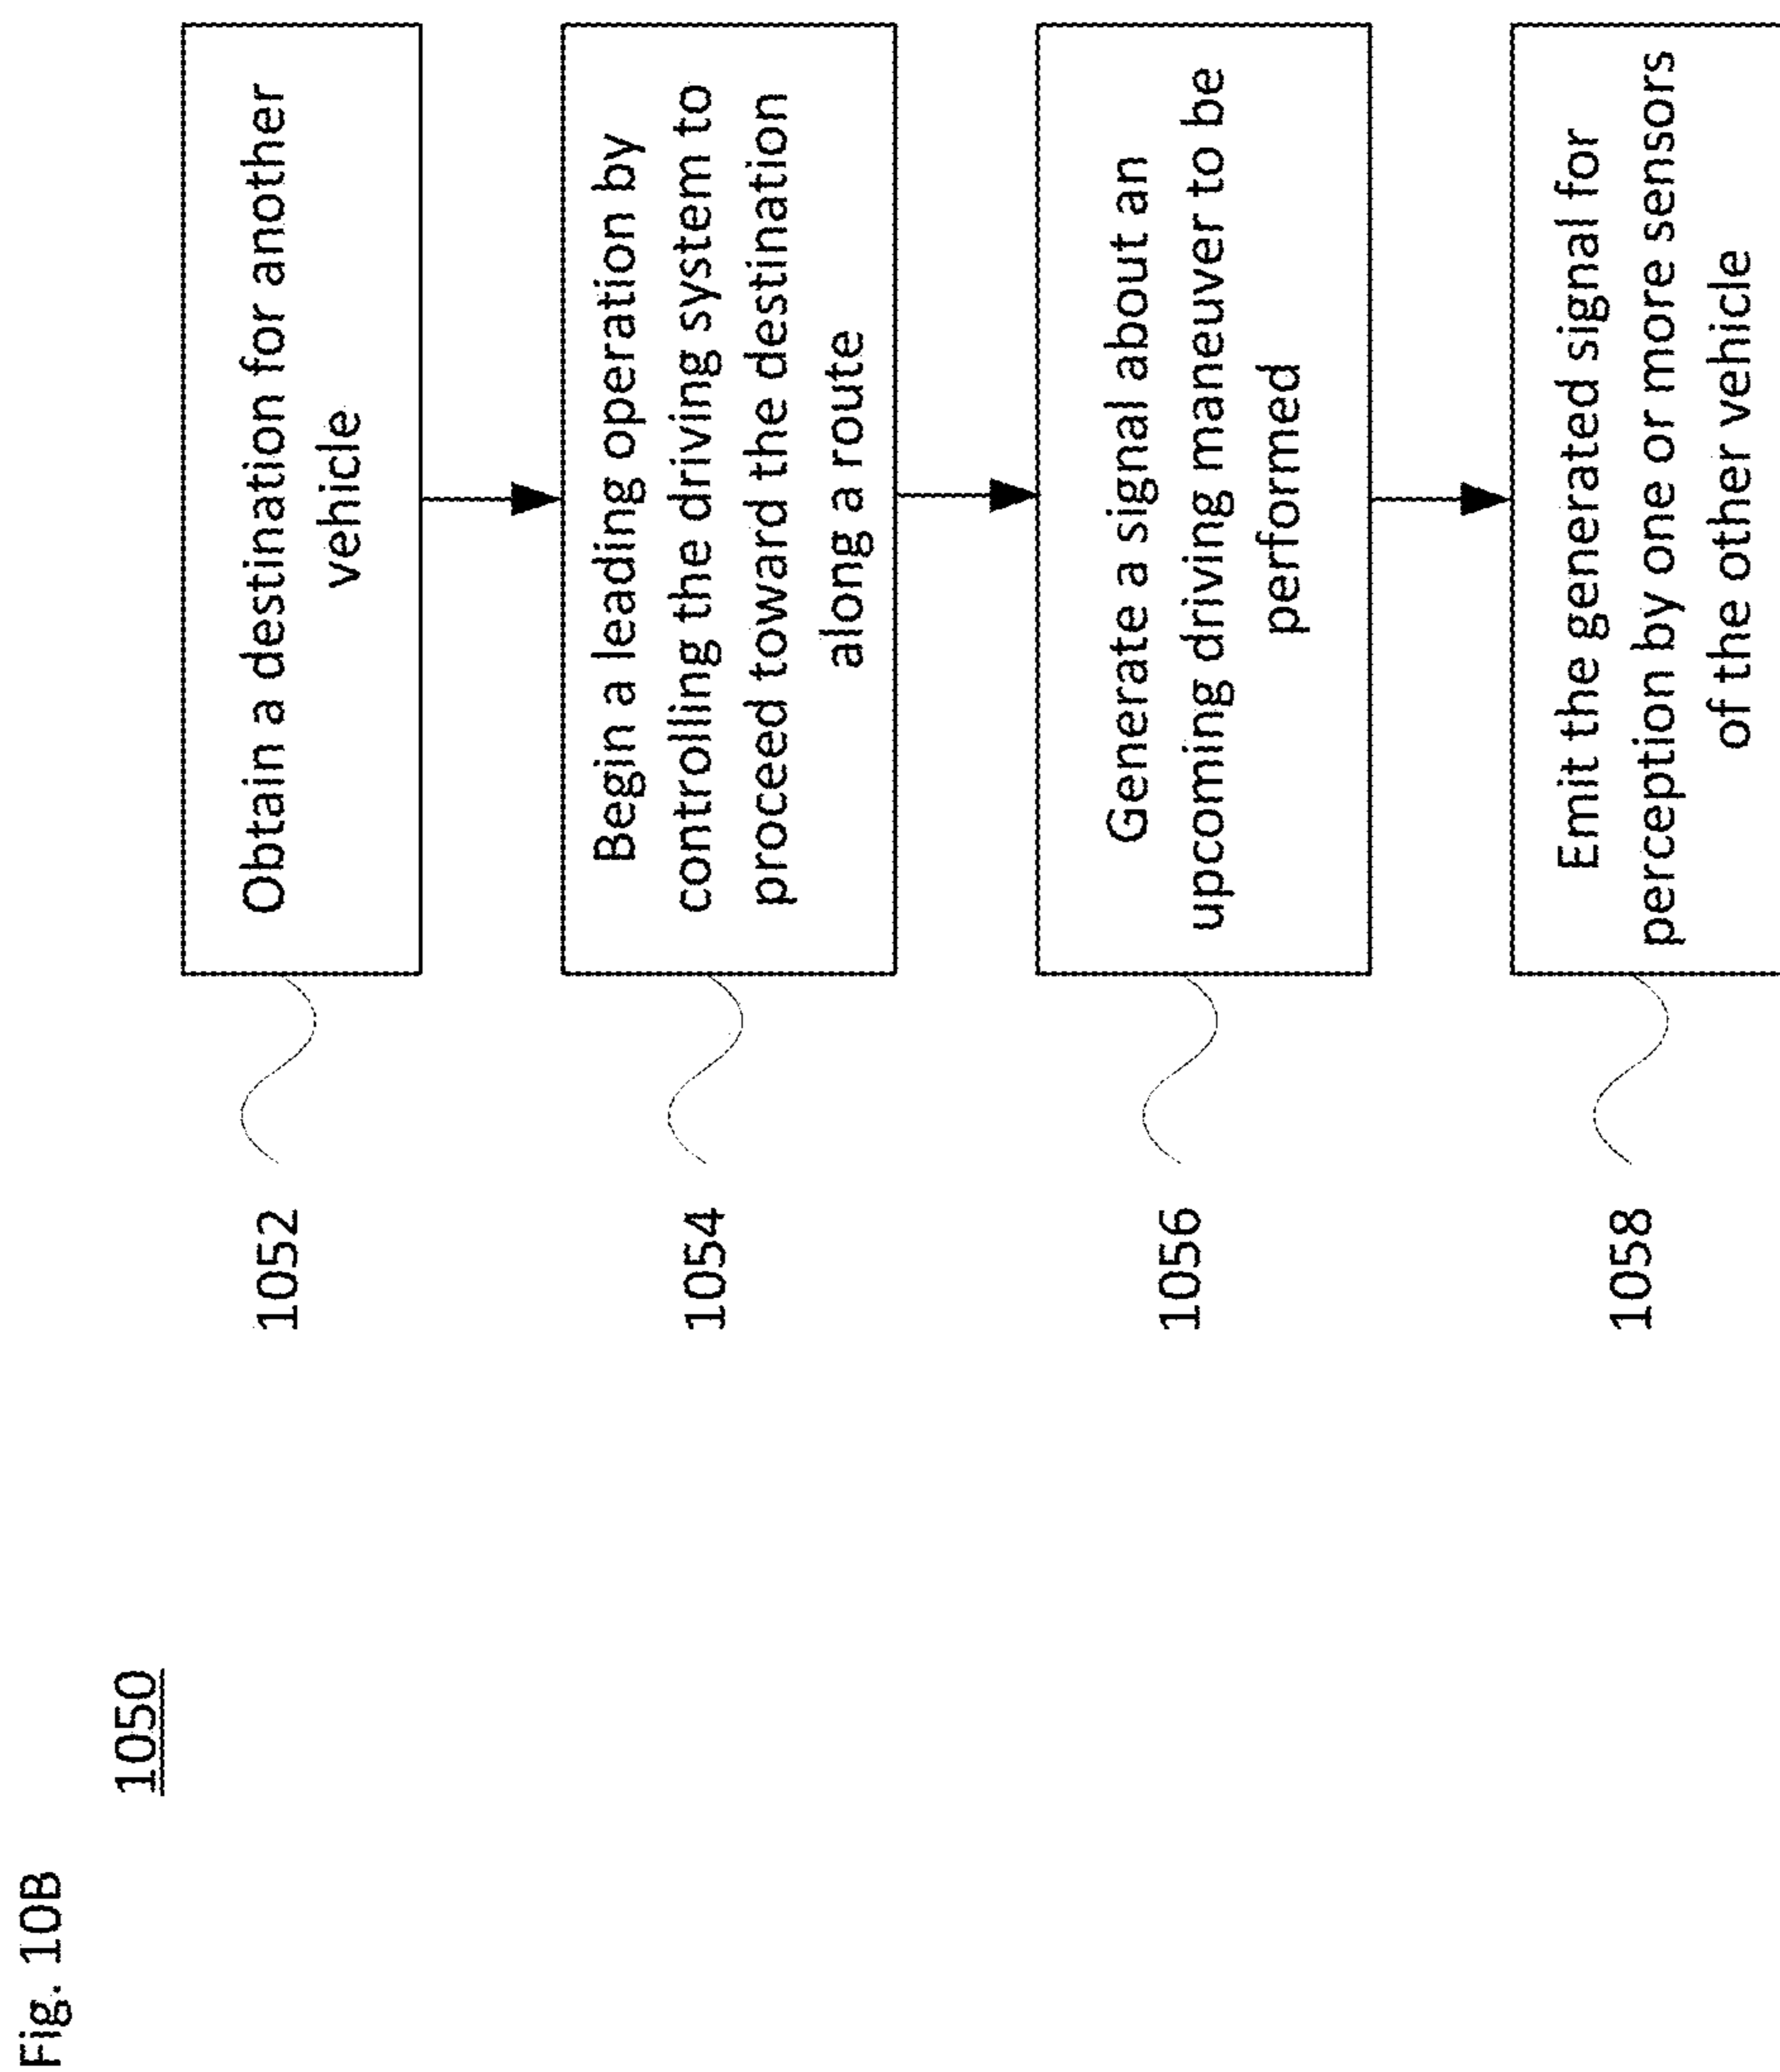 Fig. 10B
1050
1052
Obtain a destination for another
vehicle
1054
Begin a leading operation by
controlling the driving system to
proceed toward the destination
along a route
1056
Generate a signal about an
upcoming driving maneuver to be
performed
1058
Emit the generated signal for
perception by one or more sensors
of the other vehicle